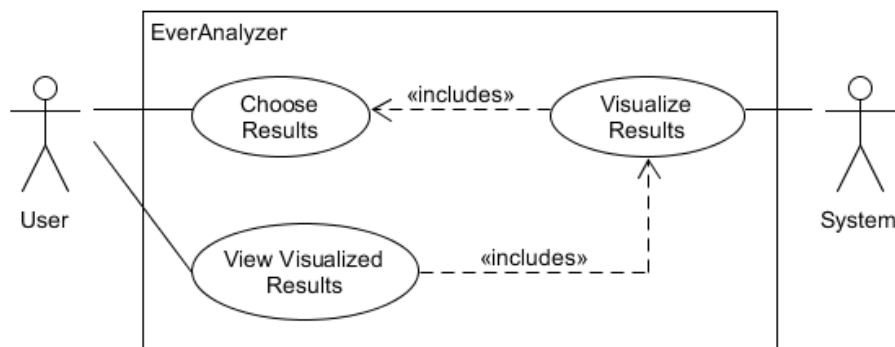 EverAnalyzer
Choose
Results
«includes»
Visualize
Results
User
System
View Visualized
Results
«includes»